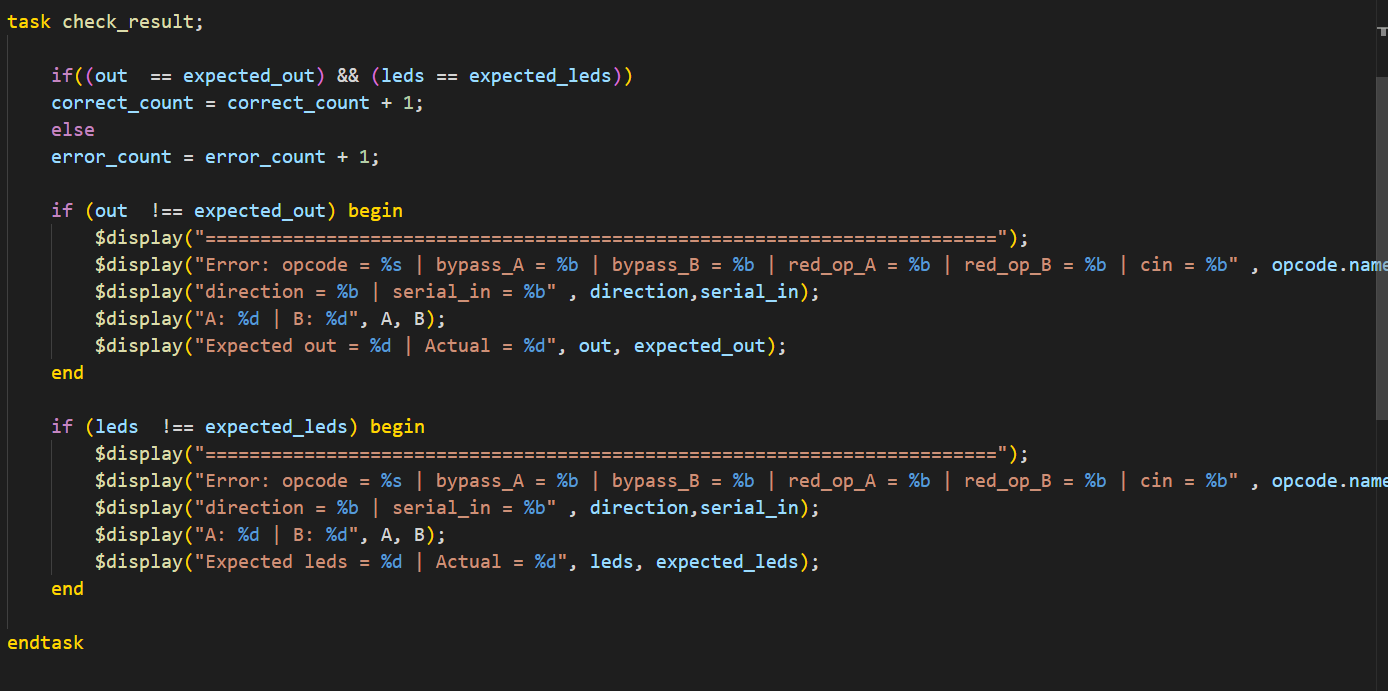 task check_result;
if((out  == expected_out) && (leds == expected_leds))
correct_count = correct_count + 1;
else
error_count = error_count + 1;
if (out  !== expected_out) begin
$display("========================================================================");
$display("Error: opcode = %s | bypass_A = %b | bypass_B = %b | red_op_A = %b | red_op_B = %b | cin = %b" , opcode.name
$display("direction = %b | serial_in = %b" , direction,serial_in);
$display("A: %d | B: %d", A, B);
$display("Expected out = %d | Actual = %d", out, expected_out);
end
if (leds  !== expected_leds) begin
$display("========================================================================");
$display("Error: opcode = %s | bypass_A = %b | bypass_B = %b | red_op_A = %b | red_op_B = %b | cin = %b" , opcode.name
$display("direction = %b | serial_in = %b" , direction,serial_in);
$display("A: %d | B: %d", A, B);
$display("Expected leds = %d | Actual = %d", leds, expected_leds);
end
endtask